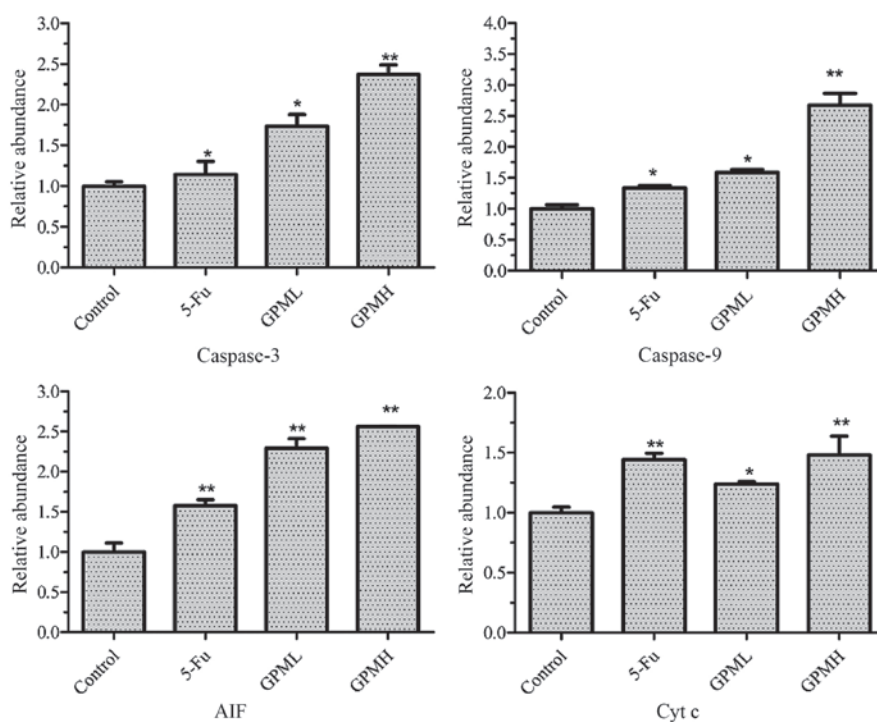 Relative abundance
3.0
2.5
2.0
1.5
1.0
0.5
0.0
*
*
**
Control
5-Fu
GPML
GPMH
Caspase-3
Relative abundance
4.0
3.5
3.0
2.5
2.0
1.5
1.0
0.5
0.0
*
*
**
Control
5-Fu
GPML
GPMH
Caspase-9
Relative abundance
3.0
2.5
2.0
1.5
1.0
0.5
0.0
**
**
**
Control
5-Fu
GPML
GPMH
AIF
Relative abundance
2.0
1.5
1.0
0.5
0.0
**
*
**
Control
5-Fu
GPML
GPMH
Cyt c